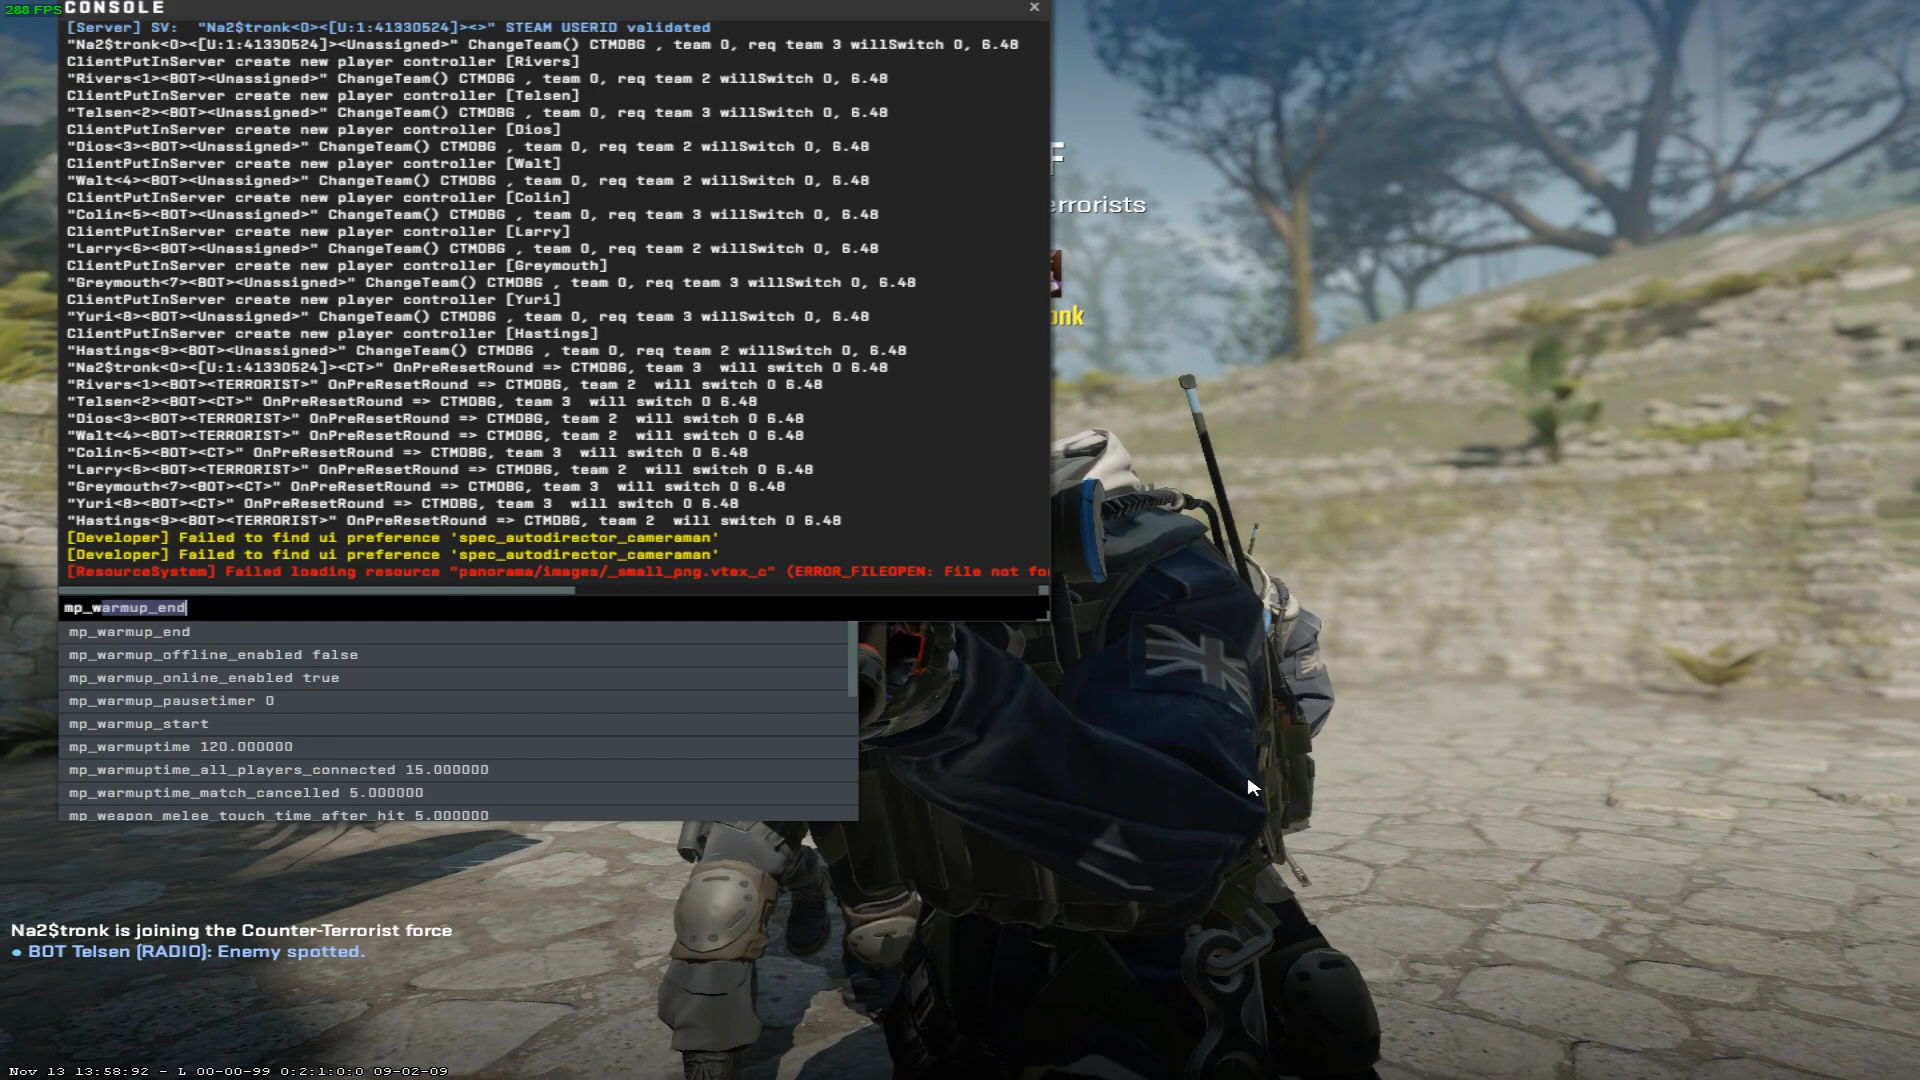 288 FPS
CONSOLE
[Server] SV:  "Na2$tronk<0><[U:1:41330524]><>" STEAM USERID validated
"Na2$tronk<0><[U:1:41330524]><Unassigned>" ChangeTeam() CTMDBG , team 0, req team 3 willSwitch 0, 6.48
ClientPutInServer create new player controller [Rivers]
"Rivers<1><BOT><Unassigned>" ChangeTeam() CTMDBG , team 0, req team 2 willSwitch 0, 6.48
ClientPutInServer create new player controller [Telsen]
"Telsen<2><BOT><Unassigned>" ChangeTeam() CTMDBG , team 0, req team 3 willSwitch 0, 6.48
ClientPutInServer create new player controller [Dios]
"Dios<3><BOT><Unassigned>" ChangeTeam() CTMDBG , team 0, req team 2 willSwitch 0, 6.48
ClientPutInServer create new player controller [Walt]
"Walt<4><BOT><Unassigned>" ChangeTeam() CTMDBG , team 0, req team 2 willSwitch 0, 6.48
ClientPutInServer create new player controller [Colin]
"Colin<5><BOT><Unassigned>" ChangeTeam() CTMDBG , team 0, req team 3 willSwitch 0, 6.48
ClientPutInServer create new player controller [Larry]
"Larry<6><BOT><Unassigned>" ChangeTeam() CTMDBG , team 0, req team 2 willSwitch 0, 6.48
ClientPutInServer create new player controller [Greymouth]
"Greymouth<7><BOT><Unassigned>" ChangeTeam() CTMDBG , team 0, req team 3 willSwitch 0, 6.48
ClientPutInServer create new player controller [Yuri]
"Yuri<8><BOT><Unassigned>" ChangeTeam() CTMDBG , team 0, req team 3 willSwitch 0, 6.48
ClientPutInServer create new player controller [Hastings]
"Hastings<9><BOT><Unassigned>" ChangeTeam() CTMDBG , team 0, req team 2 willSwitch 0, 6.48
"Na2$tronk<0><[U:1:41330524]><CT>" OnPreResetRound => CTMDBG, team 3  will switch 0 6.48
"Rivers<1><BOT><TERRORIST>" OnPreResetRound => CTMDBG, team 2  will switch 0 6.48
"Telsen<2><BOT><CT>" OnPreResetRound => CTMDBG, team 3  will switch 0 6.48
"Dios<3><BOT><TERRORIST>" OnPreResetRound => CTMDBG, team 2  will switch 0 6.48
"Walt<4><BOT><TERRORIST>" OnPreResetRound => CTMDBG, team 2  will switch 0 6.48
"Colin<5><BOT><CT>" OnPreResetRound => CTMDBG, team 3  will switch 0 6.48
"Larry<6><BOT><TERRORIST>" OnPreResetRound => CTMDBG, team 2  will switch 0 6.48
"Greymouth<7><BOT><CT>" OnPreResetRound => CTMDBG, team 3  will switch 0 6.48
"Yuri<8><BOT><CT>" OnPreResetRound => CTMDBG, team 3  will switch 0 6.48
"Hastings<9><BOT><TERRORIST>" OnPreResetRound => CTMDBG, team 2  will switch 0 6.48
[Developer] Failed to find ui preference 'spec_autodirector_cameraman'
[Developer] Failed to find ui preference 'spec_autodirector_cameraman'
[ResourceSystem] Failed loading resource "panorama/images/_small_png.vtex_c" (ERROR_FILEOPEN: File not fo
mp_warmup_end
mp_warmup_end
mp_warmup_offline_enabled false
mp_warmup_online_enabled true
mp_warmup_pausetimer 0
mp_warmup_start
mp_warmuptime 120.000000
mp_warmuptime_all_players_connected 15.000000
mp_warmuptime_match_cancelled 5.000000
mp_weapon_melee_touch_time_after_hit 5.000000
F
errorists
onk
Na2$tronk is joining the Counter-Terrorist force
• BOT Telsen (RADIO): Enemy spotted.
Nov 13 13:58:92 - L 00-00-99 0:2:1:0:0 09-02-09